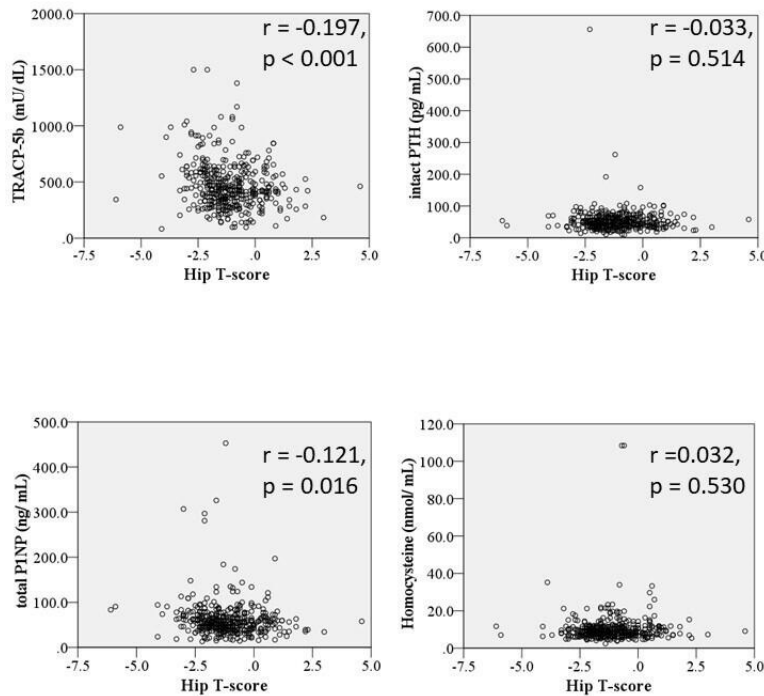 r = -0.197,
p < 0.001
TRACP-5b (mU/ dL)
2000.0
1500.0
1000.0
500.0
.0
-7.5 -5.0 -2.5 .0 2.5 5.0
Hip T-score
r = -0.033,
p = 0.514
intact PTH (pg/ mL)
700.0
600.0
500.0
400.0
300.0
200.0
100.0
.0
-7.5 -5.0 -2.5 .0 2.5 5.0
Hip T-score
r = -0.121,
p = 0.016
total P1NP (ng/ mL)
500.0
400.0
300.0
200.0
100.0
.0
-7.5 -5.0 -2.5 .0 2.5 5.0
Hip T-score
r =0.032,
p = 0.530
Homocysteine (nmol/ mL)
120.0
100.0
80.0
60.0
40.0
20.0
.0
-7.5 -5.0 -2.5 .0 2.5 5.0
Hip T-score